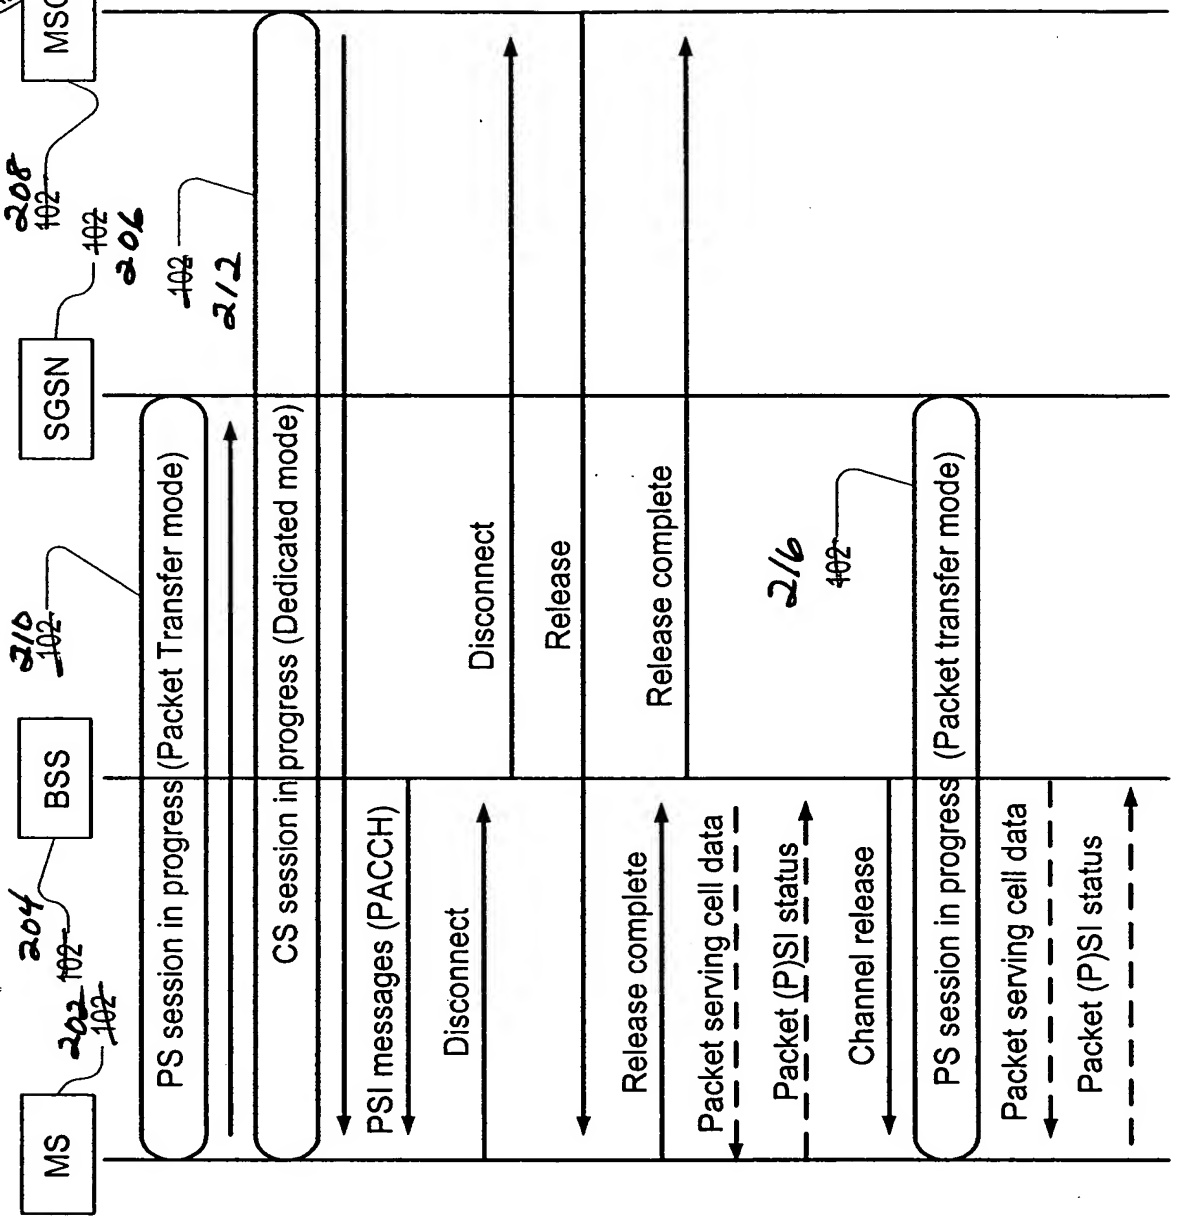 MS
202
102
204
102
BSS
210
102
SGSN
102
206
208
102
MSC
PS session in progress (Packet Transfer mode)
102
212
CS session in progress (Dedicated mode)
PSI messages (PACCH)
Disconnect
Disconnect
Release
Release complete
Release complete
Packet serving cell data
Packet (P)SI status
Channel release
216
102
PS session in progress (Packet transfer mode)
Packet serving cell data
Packet (P)SI status